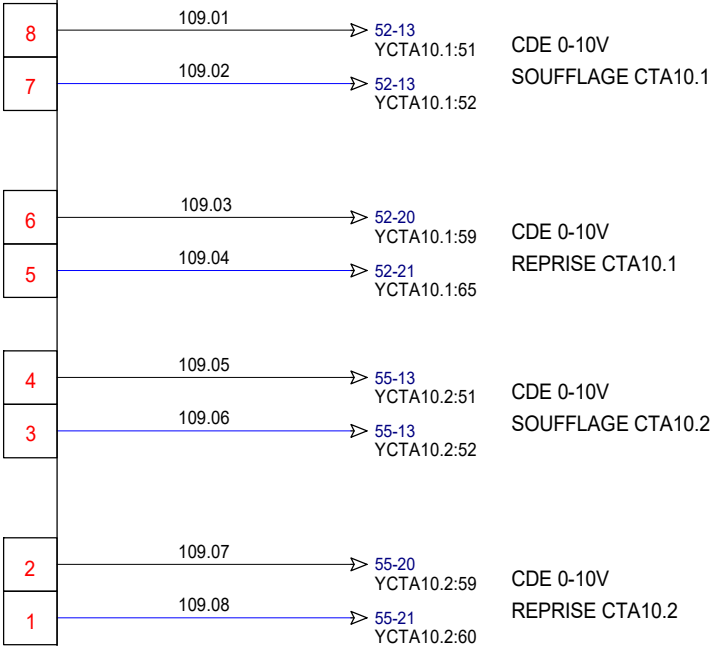 8
109.01
52-13
YCTA10.1:51
7
109.02
52-13
YCTA10.1:52
CDE 0-10V
SOUFFLAGE CTA10.1
6
109.03
52-20
YCTA10.1:59
5
109.04
52-21
YCTA10.1:65
CDE 0-10V
REPRISE CTA10.1
4
109.05
55-13
YCTA10.2:51
3
109.06
55-13
YCTA10.2:52
CDE 0-10V
SOUFFLAGE CTA10.2
2
109.07
55-20
YCTA10.2:59
1
109.08
55-21
YCTA10.2:60
CDE 0-10V
REPRISE CTA10.2